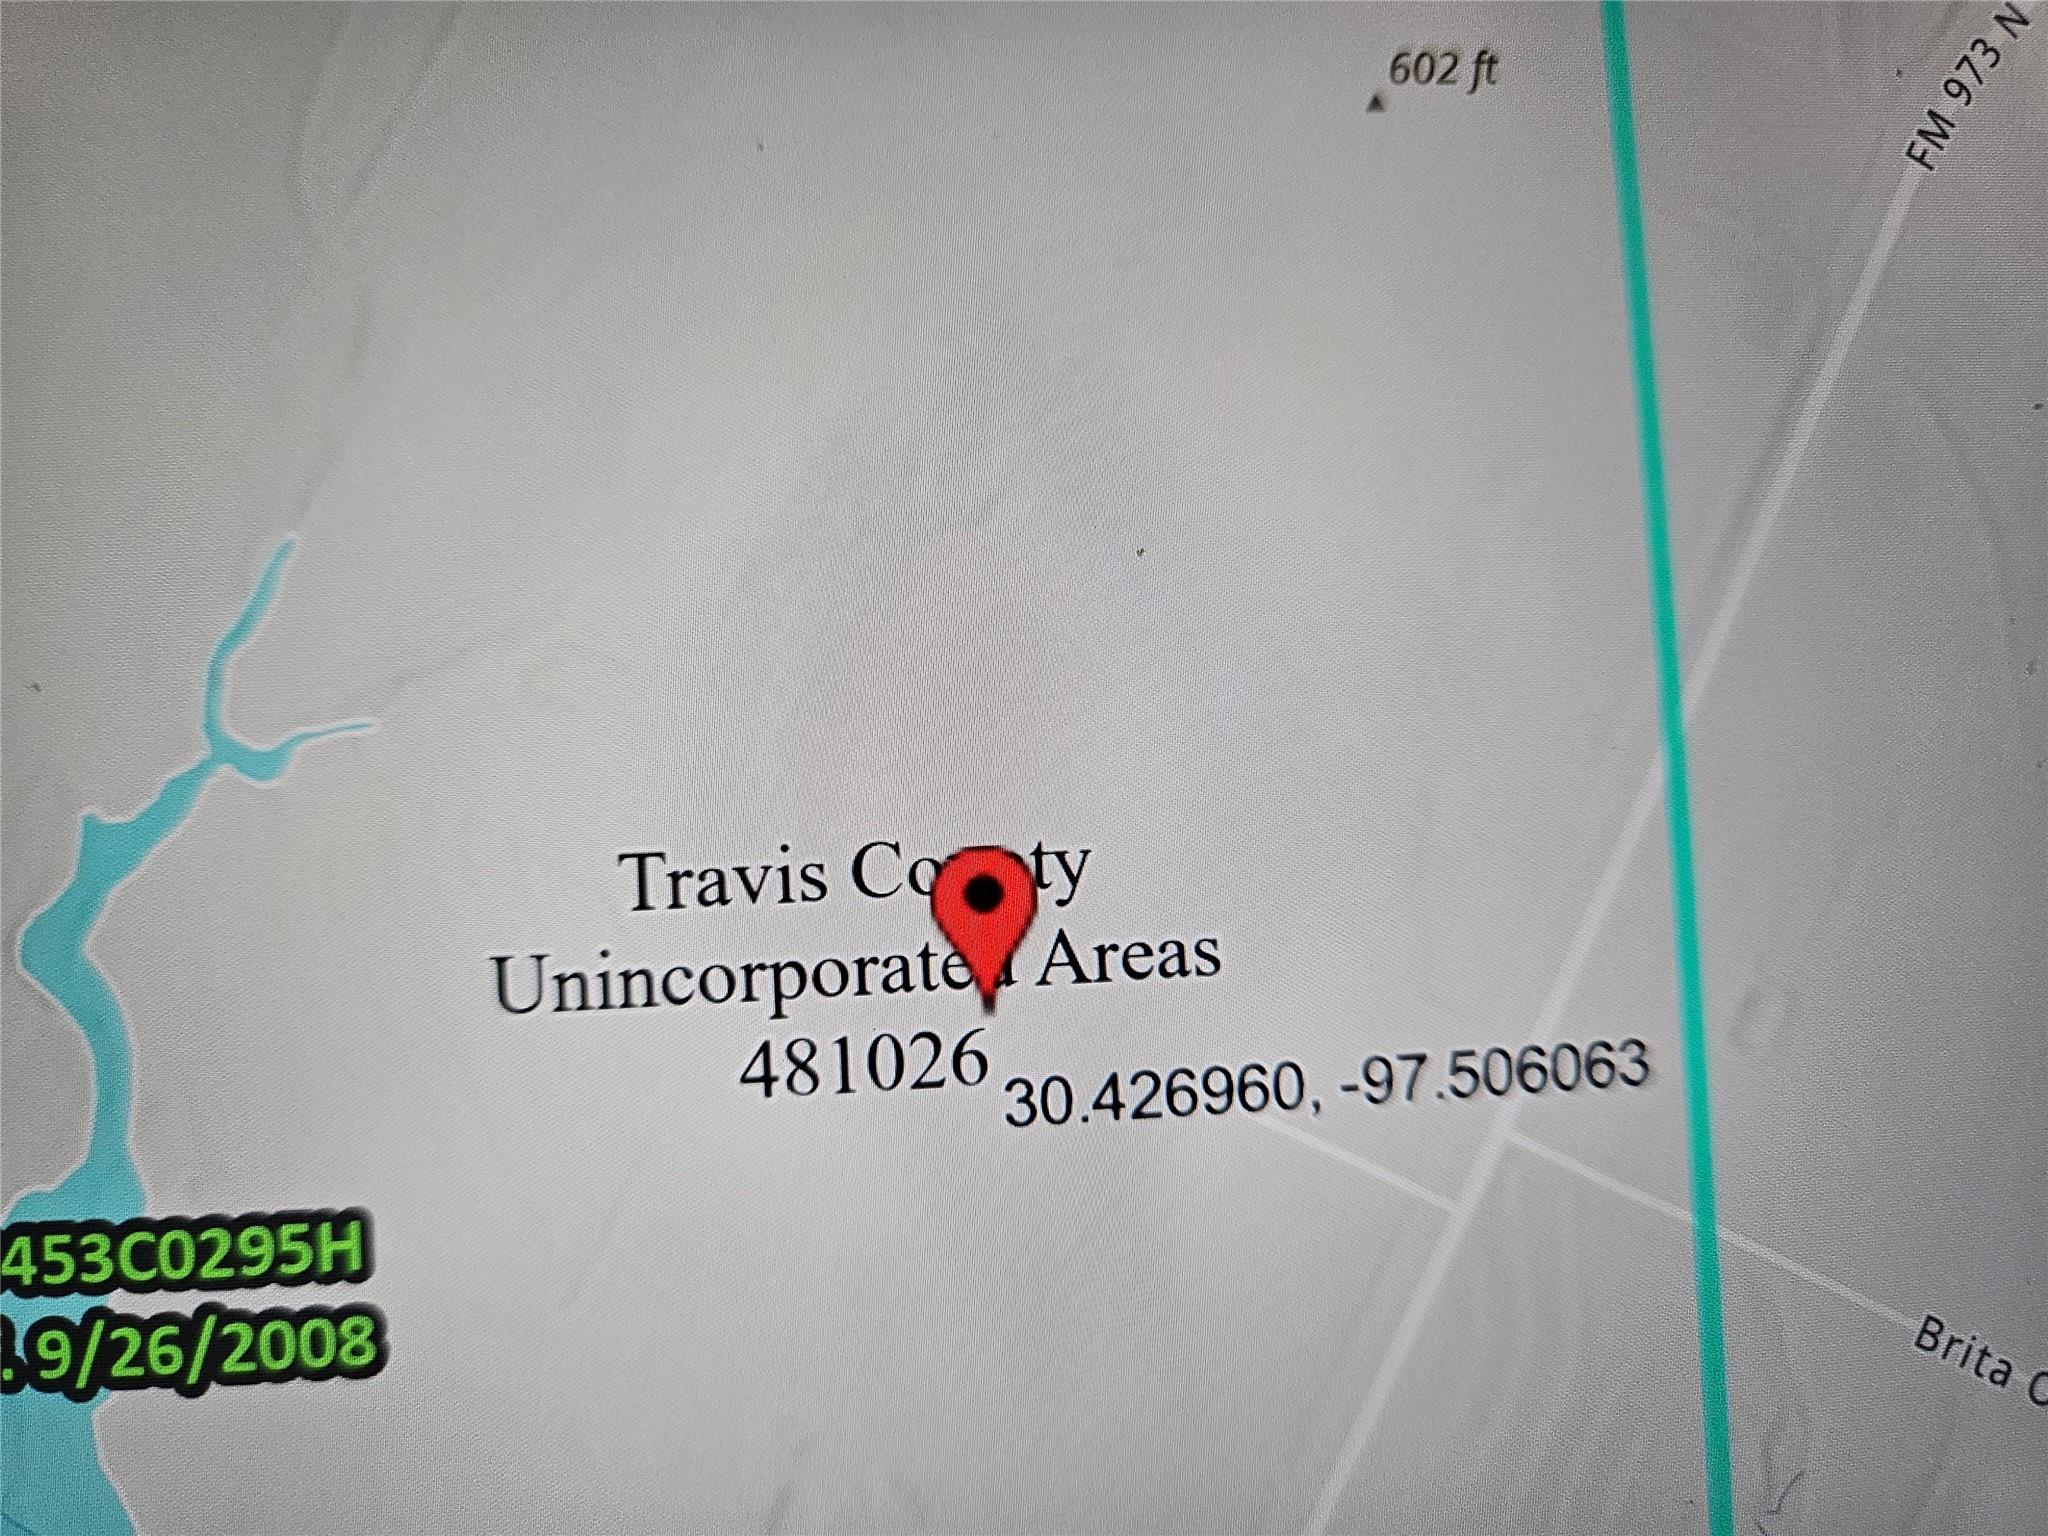 602 ft
FM 973 N
Travis County
Unincorporated Areas
481026
30.426960, -97.506063
453C0295H
. 9/26/2008
Brita